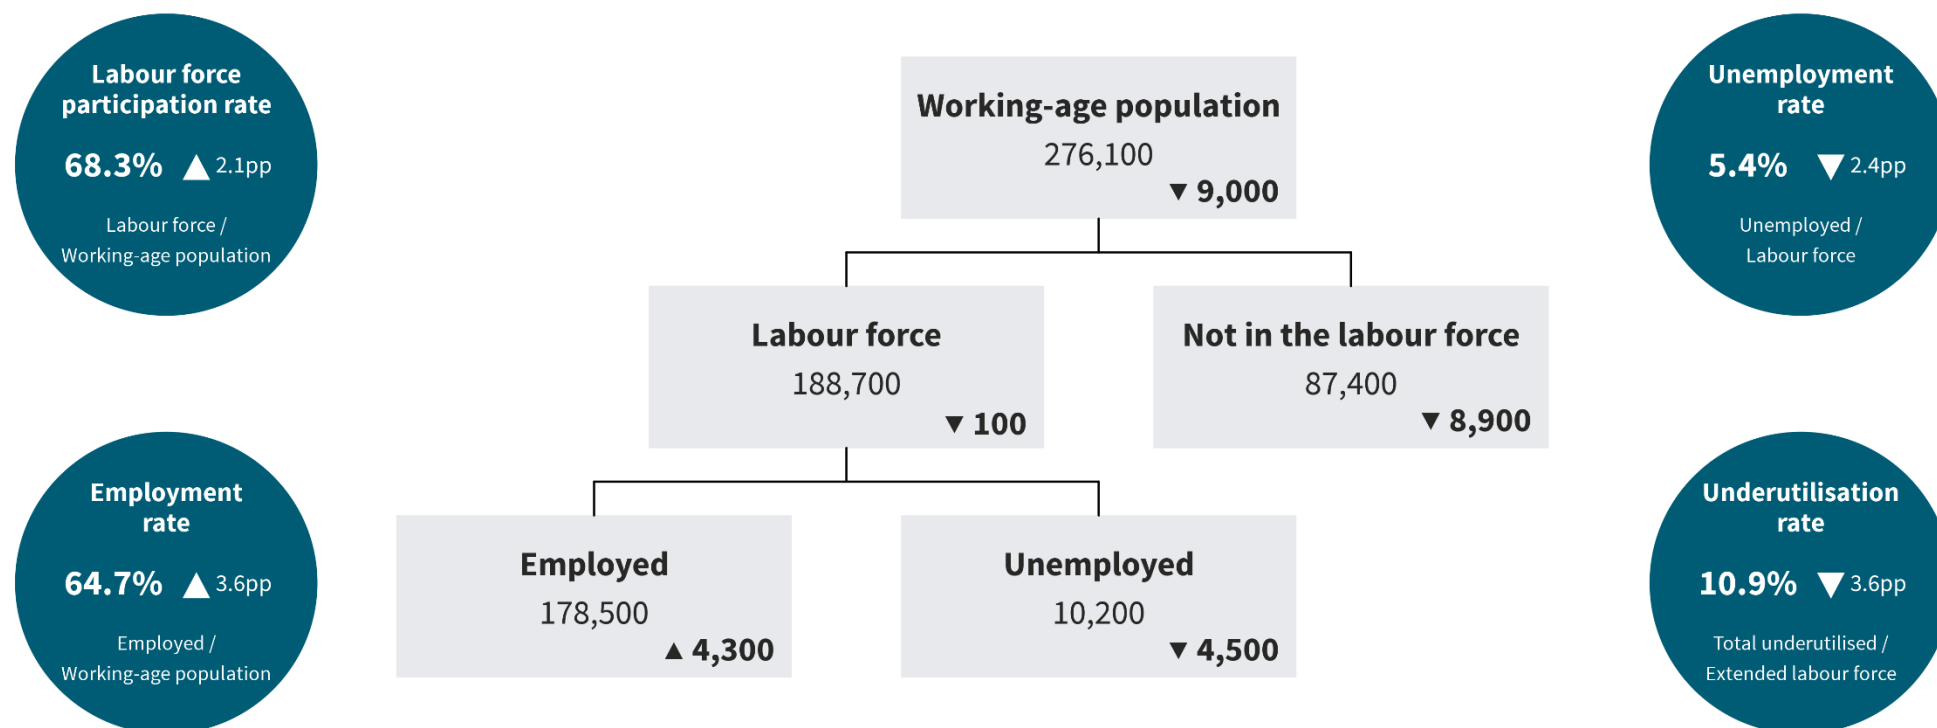 Labour force
participation rate
68.3% ▲ 2.1pp
Labour force /
Working-age population
Employment
rate
64.7% ▲ 3.6pp
Employed /
Working-age population
Working-age population
276,100
▼ 9,000
Labour force
188,700
▼ 100
Not in the labour force
87,400
▼ 8,900
Employed
178,500
▲ 4,300
Unemployed
10,200
▼ 4,500
Unemployment
rate
5.4% ▼ 2.4pp
Unemployed /
Labour force
Underutilisation
rate
10.9% ▼ 3.6pp
Total underutilised /
Extended labour force